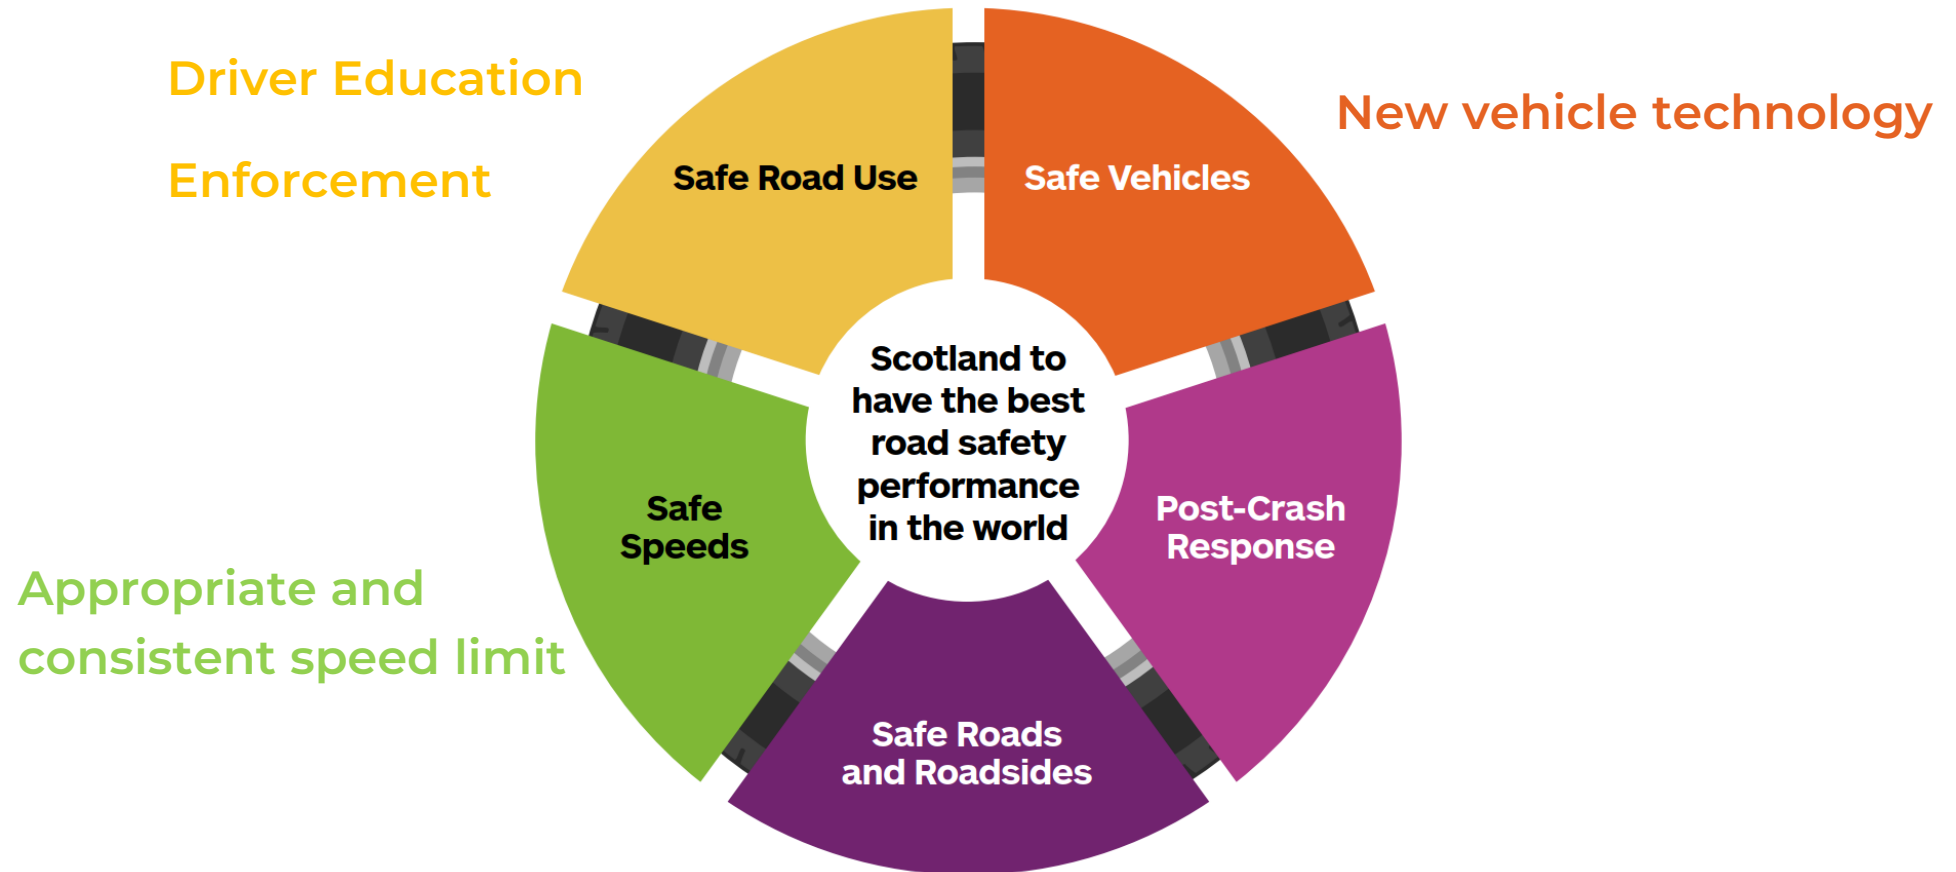 Driver Education
Enforcement
New vehicle technology
Safe Road Use
Safe Vehicles
Scotland to
have the best
road safety
performance
in the world
Safe
Speeds
Post-Crash
Response
Appropriate and
consistent speed limit
Safe Roads
and Roadsides